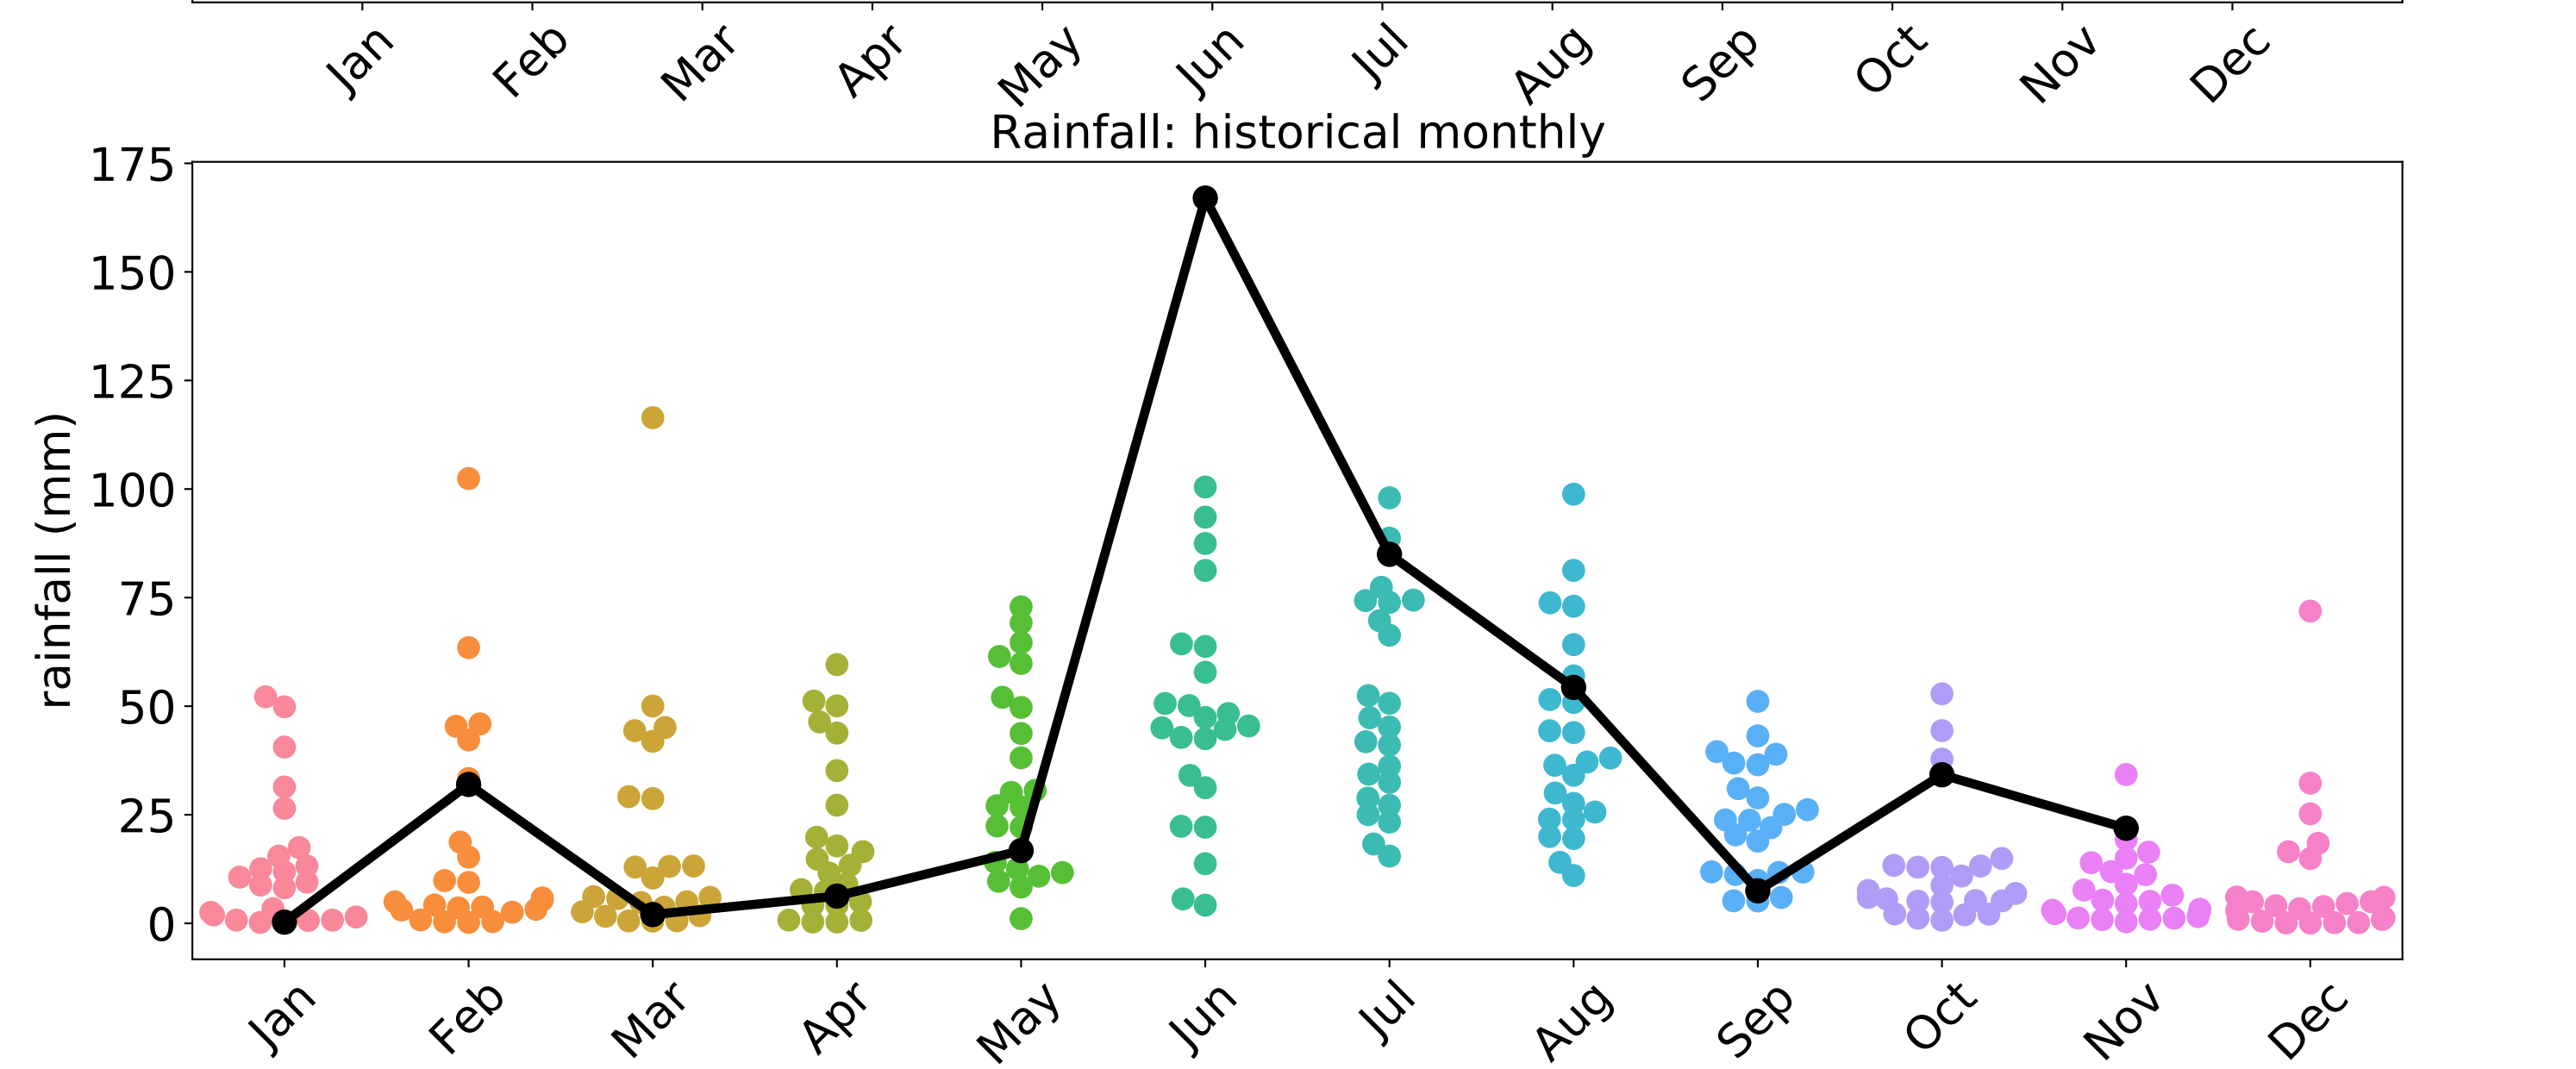 Jan Feb Mar Apr May Jun Jul Aug Sep Oct Nov Dec
Rainfall: historical monthly
175
150
125
100
75
50
25
0
rainfall (mm)
Jan Feb Mar Apr May Jun Jul Aug Sep Oct Nov Dec